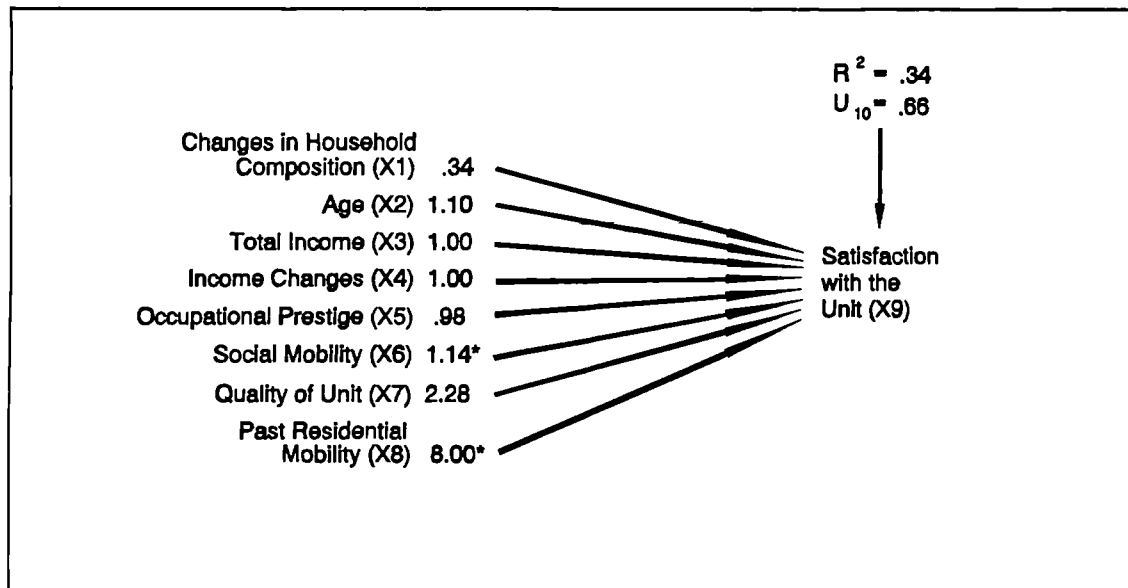 R² = .34
U₁₀ = .66
Changes in Household
Composition (X1) .34
Age (X2) 1.10
Total Income (X3) 1.00
Income Changes (X4) 1.00
Occupational Prestige (X5) .98
Social Mobility (X6) 1.14*
Quality of Unit (X7) 2.28
Past Residential
Mobility (X8) 8.00*
Satisfaction
with the
Unit (X9)